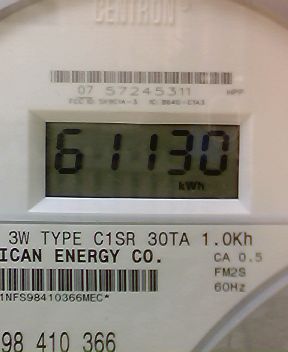 CENTRON
07 57245311 HPF
61130
kWh
3W TYPE C1SR 30TA 1.0Kh
ICAN ENERGY CO. CA 0.5
FM2S
60Hz
1NFS98410366MEC*
98 410 366